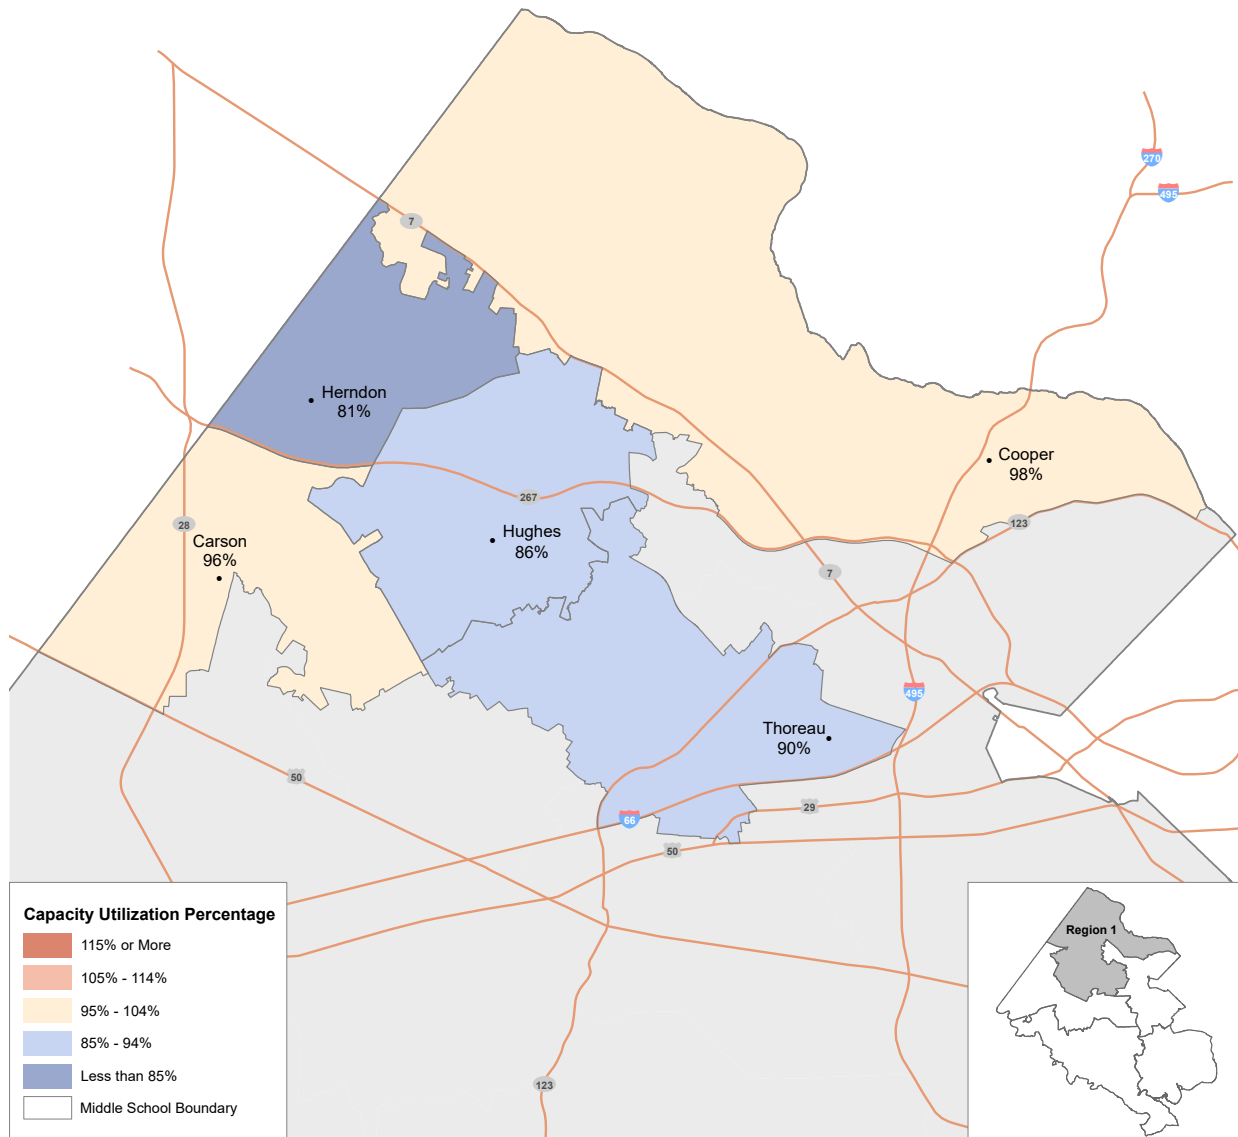 270
495
7
Herndon
81%
Cooper
98%
267
28
123
Hughes
86%
Carson
96%
7
495
Thoreau
90%
50
29
66
50
123
Capacity Utilization Percentage
115% or More
105% - 114%
95% - 104%
85% - 94%
Less than 85%
Middle School Boundary
Region 1